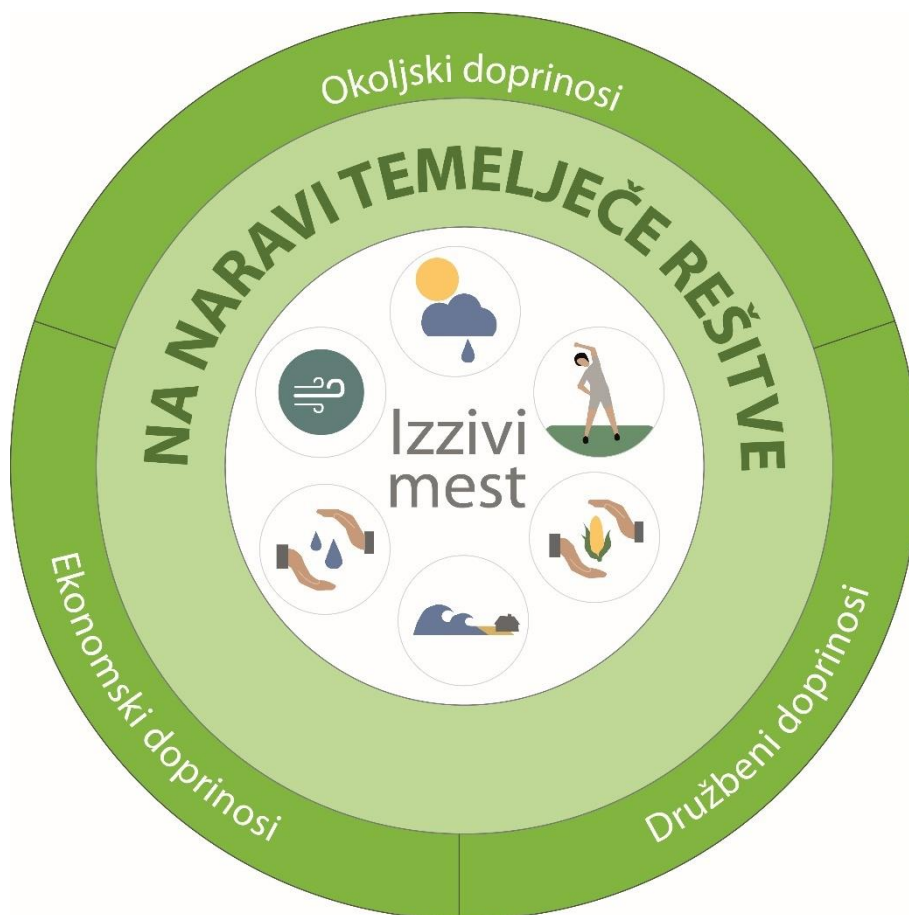 Okoljski doprinosi
NA NARAVI TEMELJEČE REŠITVE
Izzivi
mest
Ekonomski doprinosi
Družbeni doprinosi